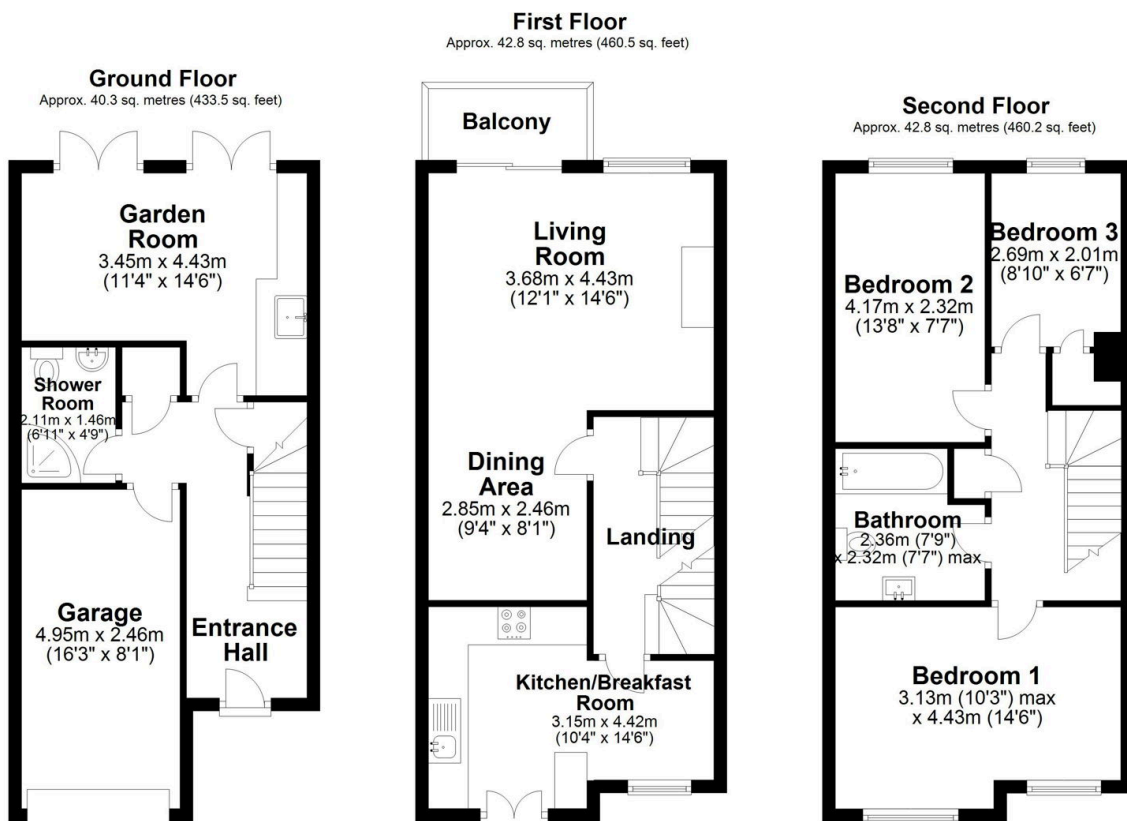 Ground Floor
Approx. 40.3 sq. metres (433.5 sq. feet)
Garden
Room
3.45m x 4.43m
(11'4" x 14'6")
Shower
Room
2.11m x 1.46m
(6'11" x 4'9")
Garage
4.95m x 2.46m
(16'3" x 8'1")
Entrance
Hall
First Floor
Approx. 42.8 sq. metres (460.5 sq. feet)
Balcony
Living
Room
3.68m x 4.43m
(12'1" x 14'6")
Dining
Area
2.85m x 2.46m
(9'4" x 8'1")
Landing
Kitchen/Breakfast
Room
3.15m x 4.42m
(10'4" x 14'6")
Second Floor
Approx. 42.8 sq. metres (460.2 sq. feet)
Bedroom 3
2.69m x 2.01m
(8'10" x 6'7")
Bedroom 2
4.17m x 2.32m
(13'8" x 7'7")
Bathroom
2.36m (7'9")
x 2.32m (7'7") max
Bedroom 1
3.13m (10'3") max
x 4.43m (14'6")